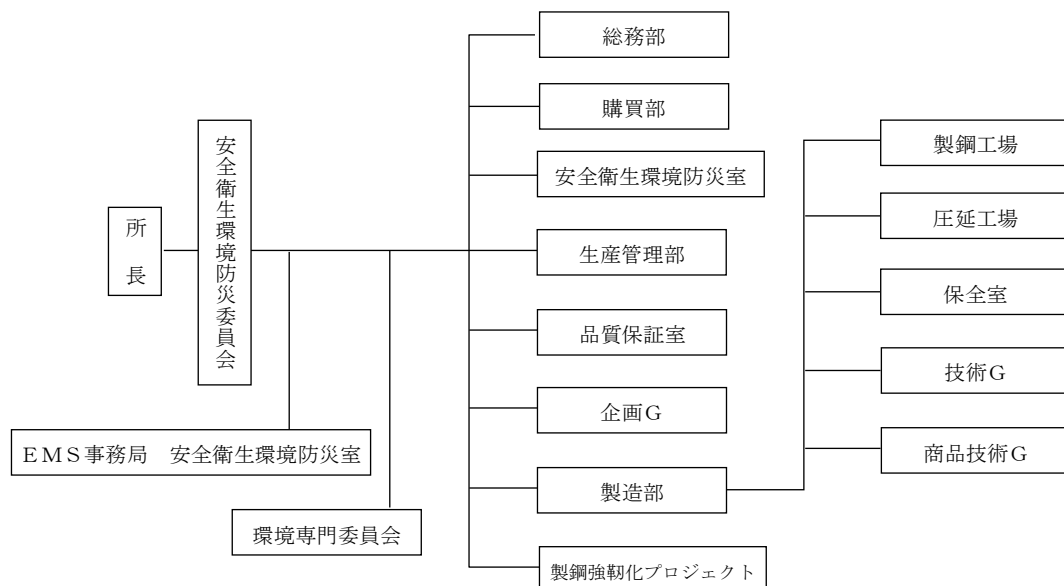 所長
安全衛生環境防災委員会
EMS事務局　安全衛生環境防災室
環境専門委員会
総務部
購買部
安全衛生環境防災室
生産管理部
品質保証室
企画G
製造部
製鋼強靭化プロジェクト
製鋼工場
圧延工場
保全室
技術G
商品技術G